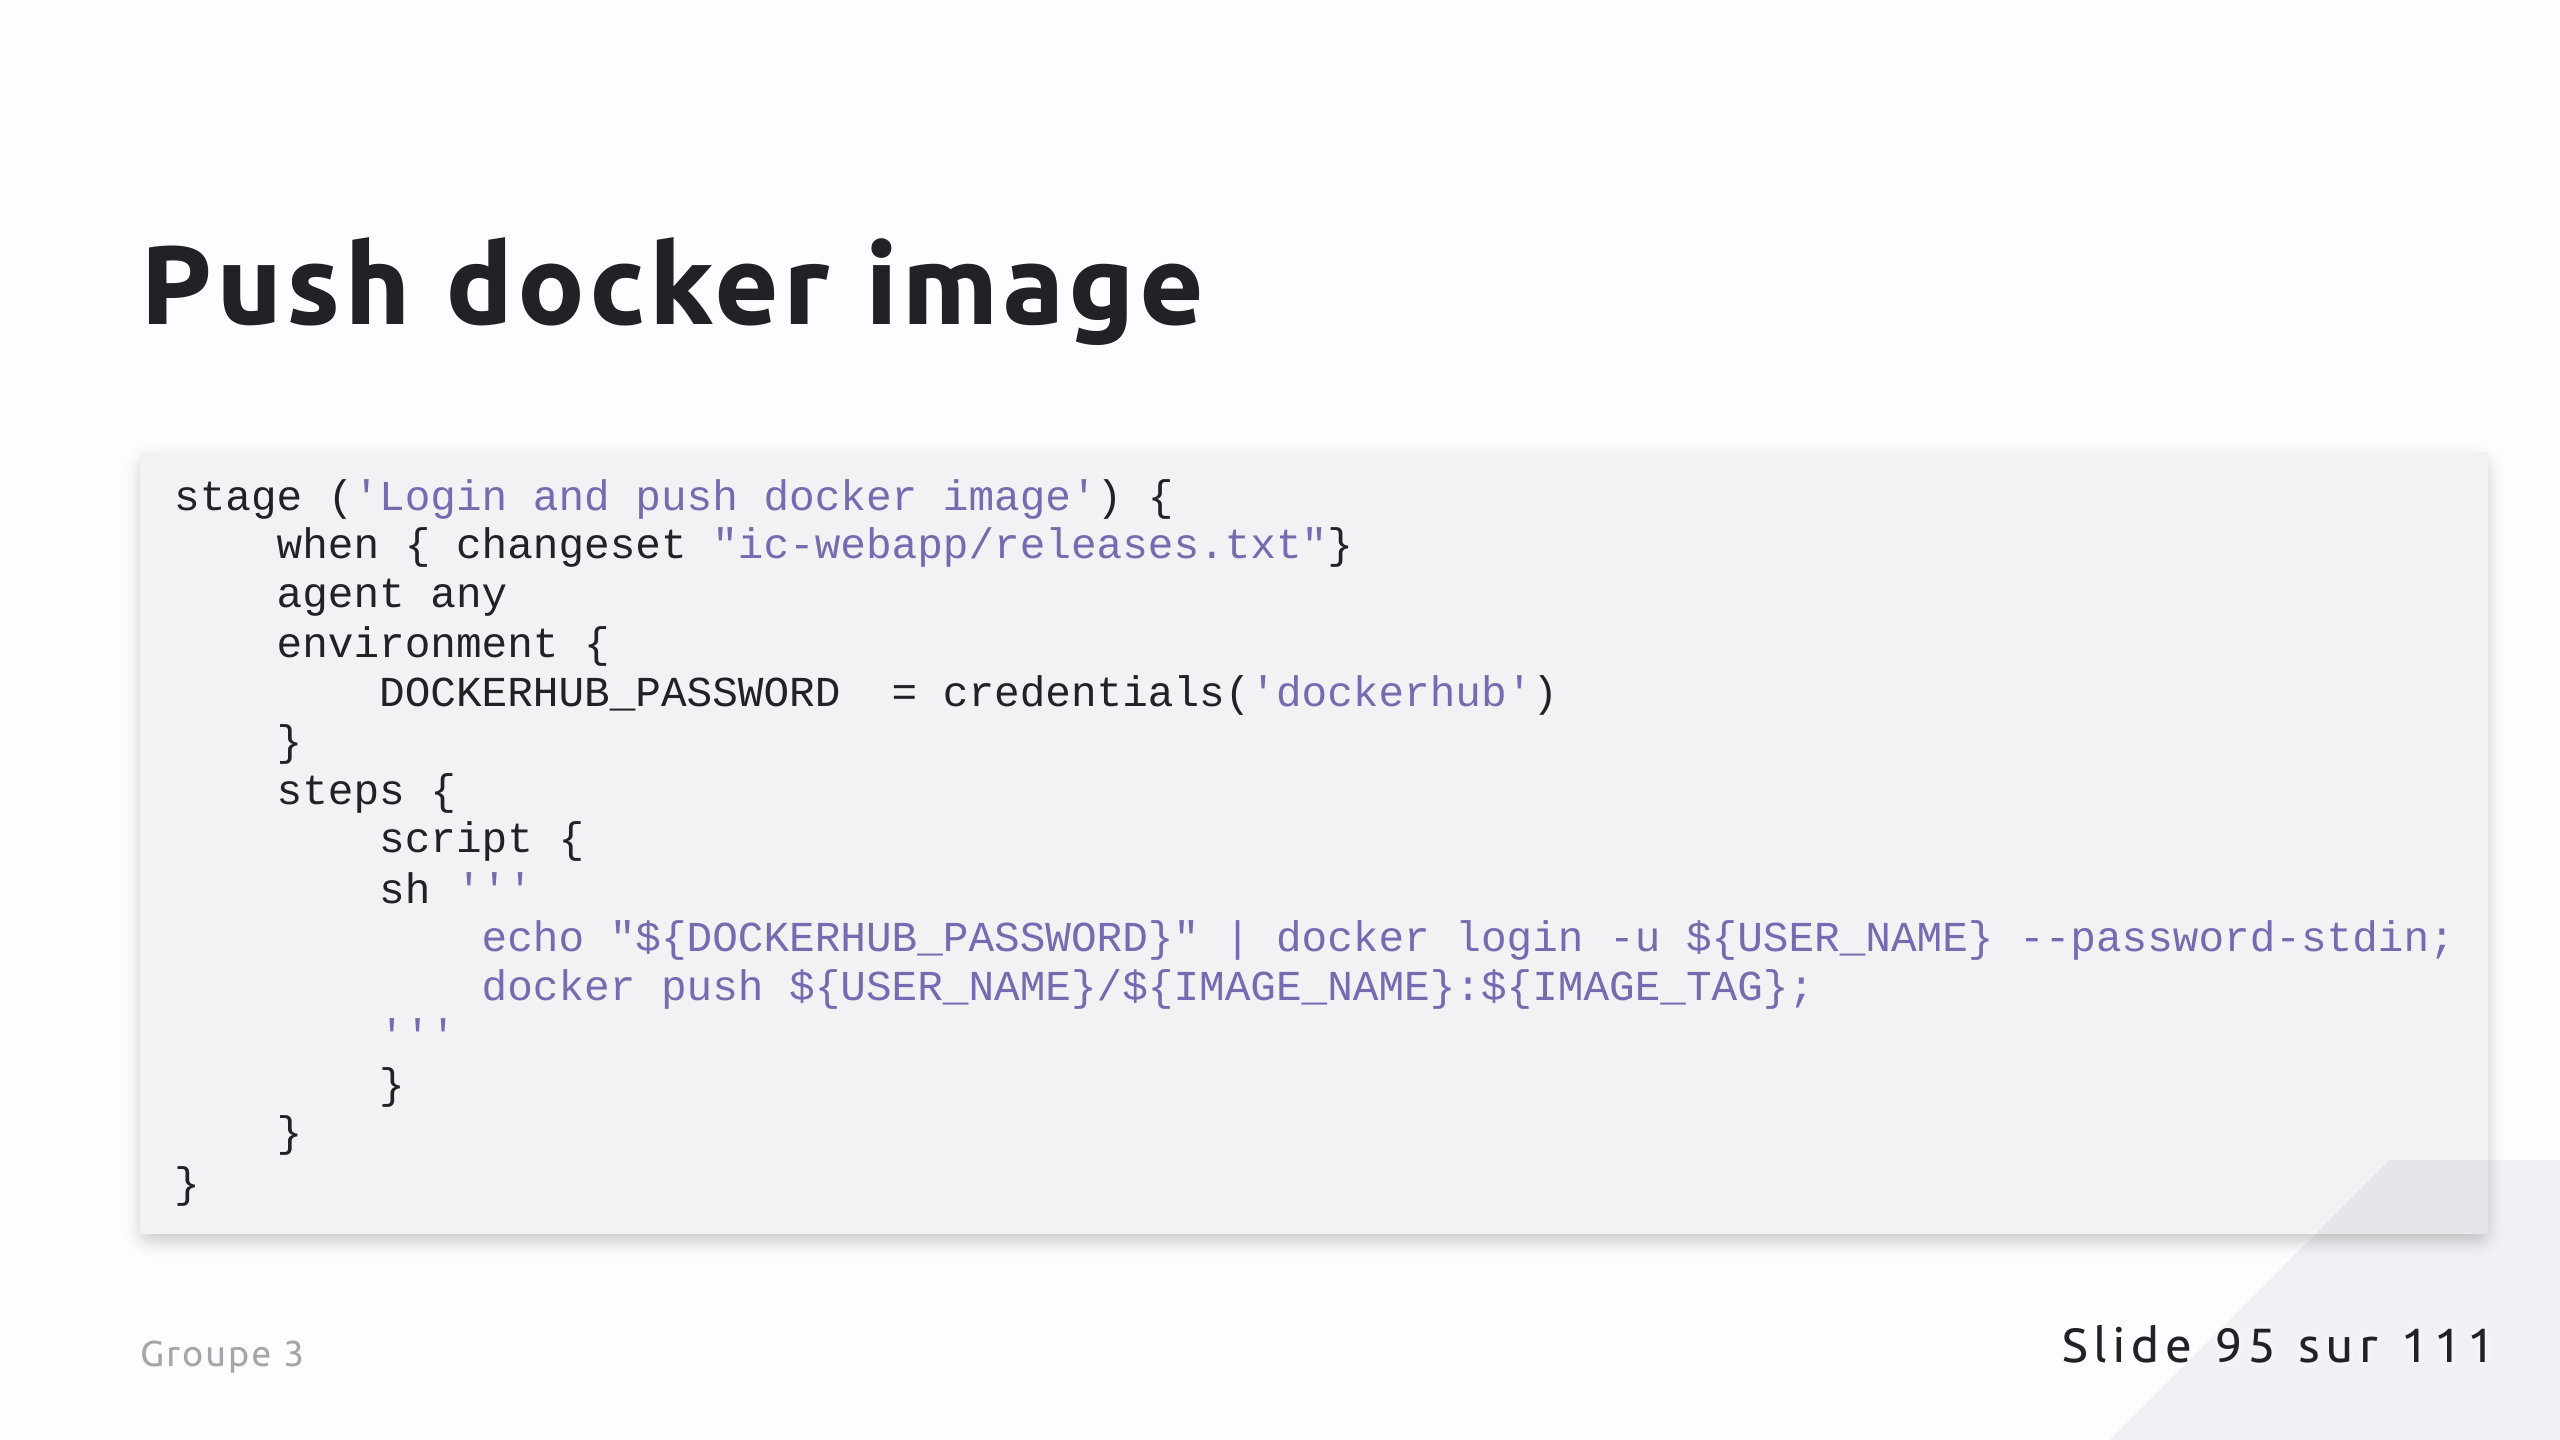 Push docker image
stage ('Login and push docker image') {
    when { changeset "ic-webapp/releases.txt"}
    agent any
    environment {
        DOCKERHUB_PASSWORD  = credentials('dockerhub')
    }
    steps {
        script {
        sh '''
            echo "${DOCKERHUB_PASSWORD}" | docker login -u ${USER_NAME} --password-stdin;
            docker push ${USER_NAME}/${IMAGE_NAME}:${IMAGE_TAG};
        '''
        }
    }
}
Groupe 3
Slide 95 sur 111